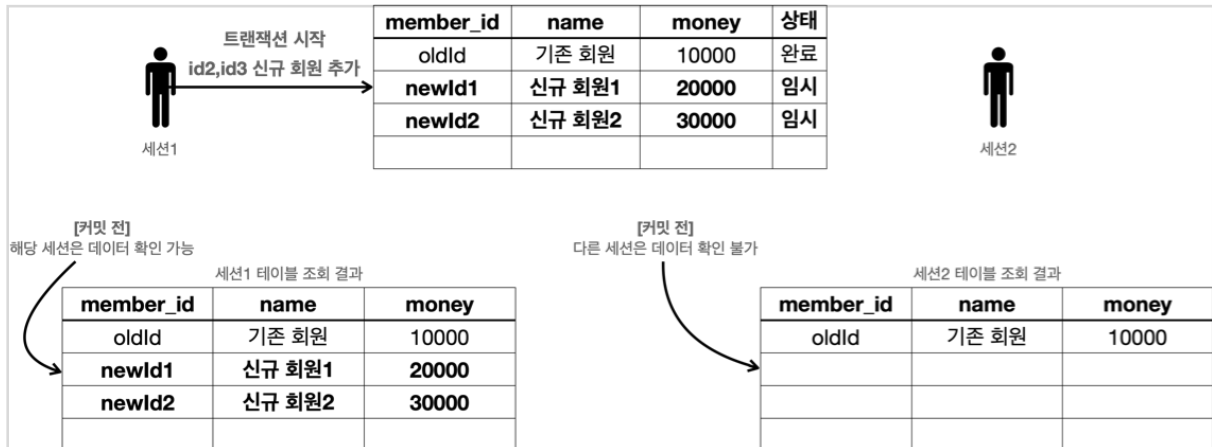 트랜잭션 시작
id2,id3 신규 회원 추가
member_id name money 상태
oldId 기존 회원 10000 완료
newId1 신규 회원1 20000 임시
newId2 신규 회원2 30000 임시
세션1
세션2
[커밋 전]
해당 세션은 데이터 확인 가능
세션1 테이블 조회 결과
member_id name money
oldId 기존 회원 10000
newId1 신규 회원1 20000
newId2 신규 회원2 30000
[커밋 전]
다른 세션은 데이터 확인 불가
세션2 테이블 조회 결과
member_id name money
oldId 기존 회원 10000